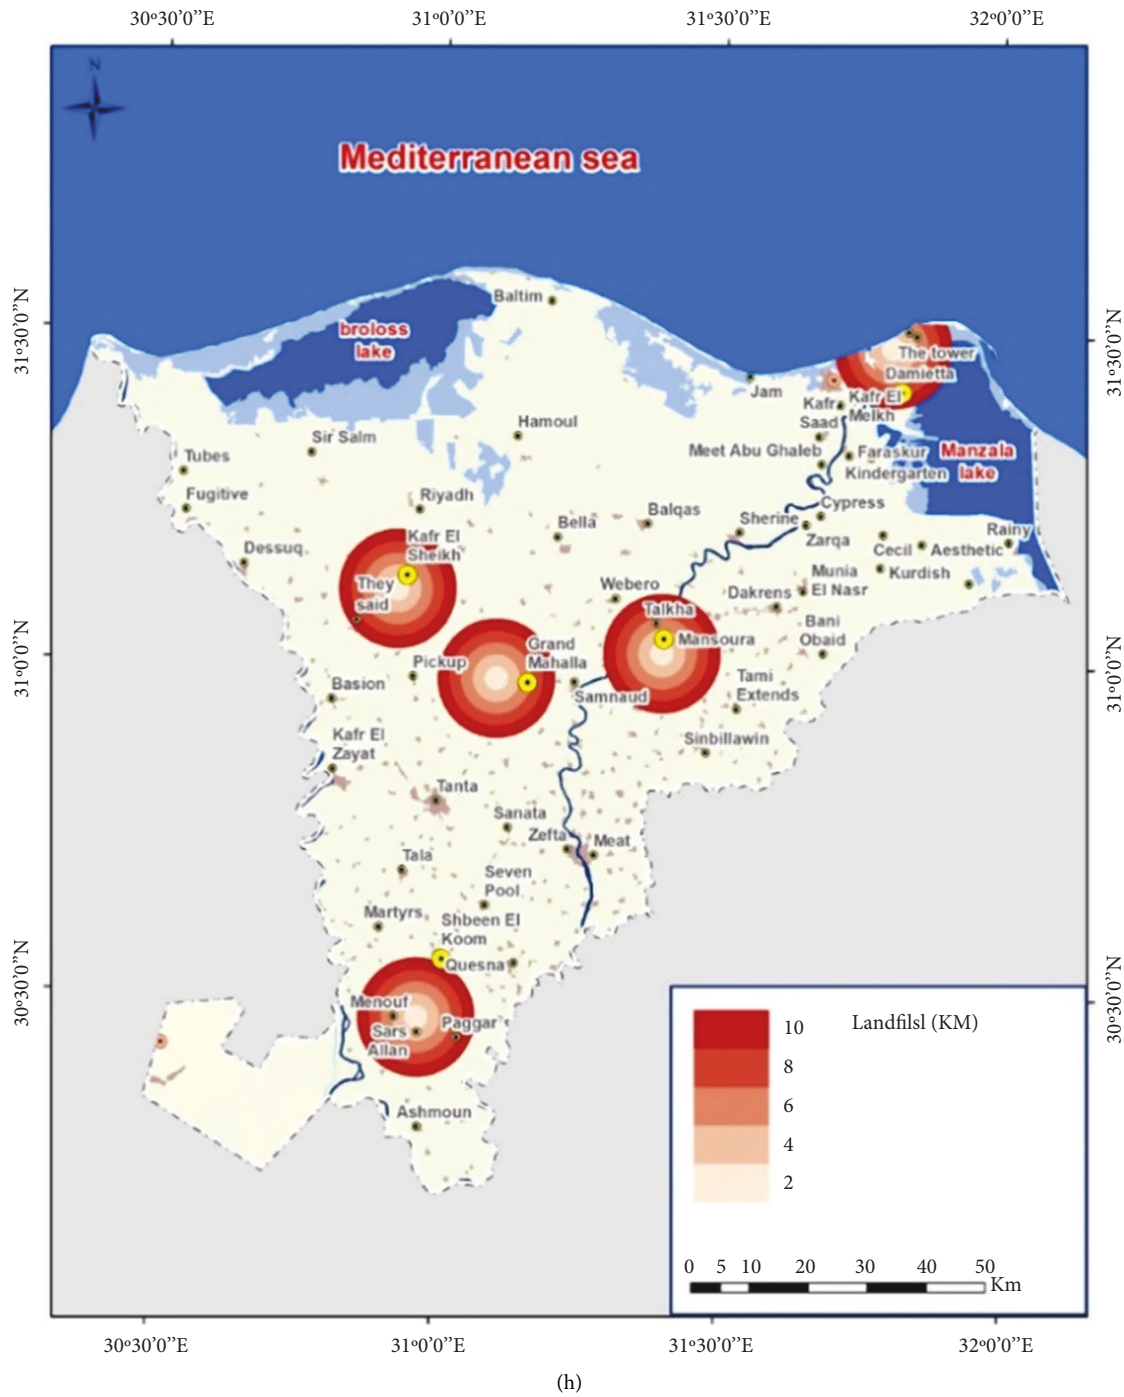 30°30'0"E 31°0'0"E 31°30'0"E 32°0'0"E
N
Mediterranean sea
31°30'0"N
31°30'0"N
Baltim
broloss
lake
The tower
Damietta
Jam
Kafr El
Melkh
Kafr
Saad
Hamoul
Sir Salm
Meet Abu Ghaleb
Faraskur
Kindergarten
Manzala
lake
Tubes
Fugitive
Riyadh
Cypress
Balqas
Bella
Sherine
Zarqa
Rainy
Kafr El
Sheikh
Dessuq
Cecil
Aesthetic
They
said
Webero
Munia
El Nasr
Kurdish
Dakrens
Talkha
Mansoura
Bani
Obaid
31°0'0"N
31°0'0"N
Grand
Mahalla
Pickup
Basion
Samnaud
Tami
Extends
Kafr El
Zayat
Sinbillawin
Tanta
Sanata
Zefta
Meat
Tala
Seven
Pool
Martyrs
Shbeen El
Koom
Quesna
30°30'0"N
30°30'0"N
Menouf
Sars
Allan
Paggar
Ashmoun
10
8
6
4
2
Landfilsl (KM)
0 5 10 20 30 40 50
Km
30°30'0"E 31°0'0"E 31°30'0"E 32°0'0"E
(h)